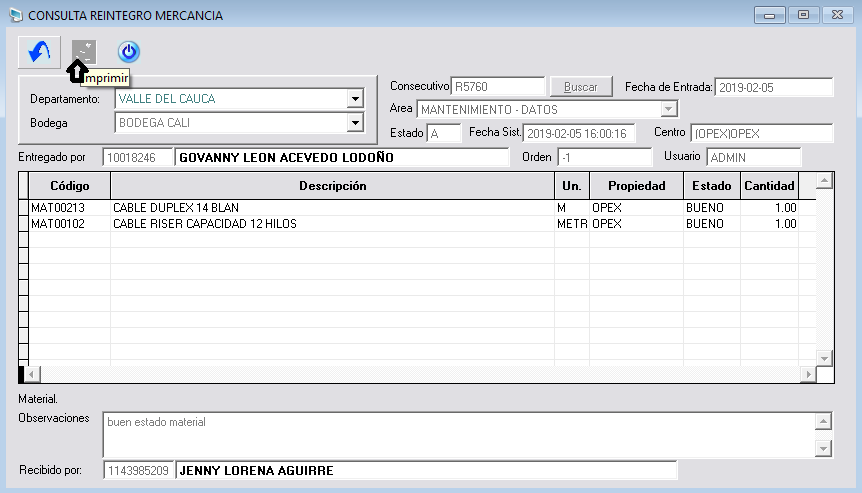 CONSULTA REINTEGRO MERCANCIA
mprimir
Departamento: VALLE DEL CAUCA
Bodega BODEGA CALI
Consecutivo R5760 Buscar Fecha de Entrada: 2019-02-05
Area MANTENIMIENTO - DATOS
Estado A Fecha Sist. 2019-02-05 16:00:16 Centro (OPEX)OPEX
Entregado por 10018246 GOVANNY LEON ACEVEDO LODOÑO Orden -1 Usuario ADMIN
Código Descripción Un. Propiedad Estado Cantidad
MAT00213 CABLE DUPLEX 14 BLAN M OPEX BUENO 1.00
MAT00102 CABLE RISER CAPACIDAD 12 HILOS METR OPEX BUENO 1.00
Material.
Observaciones buen estado material
Recibido por: 1143985209 JENNY LORENA AGUIRRE